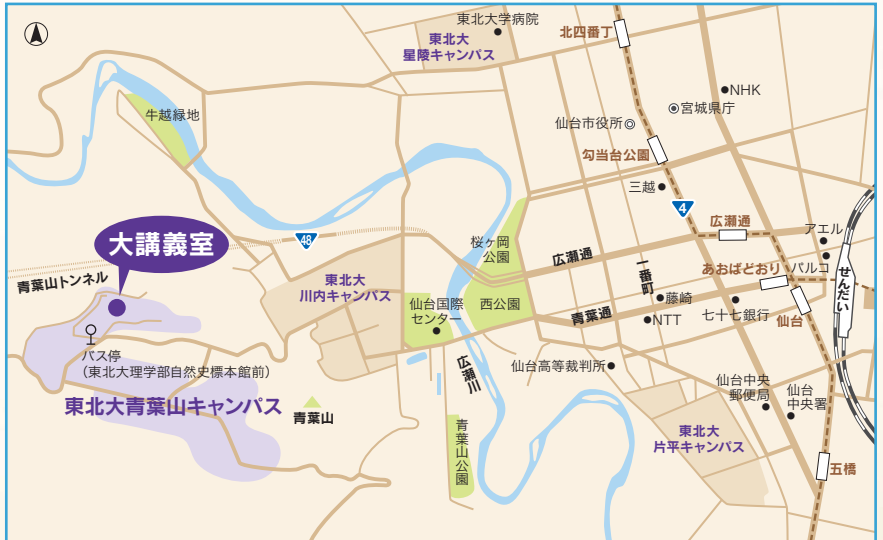 東北大学病院
東北大
星陵キャンパス
北四番丁
NHK
宮城県庁
仙台市役所
勾当台公園
牛越緑地
三越
4
広瀬通
アエル
大講義室
48
桜ヶ岡
公園
広瀬通
一番町
あおばどおり
パルコ
せんだい
青葉山トンネル
東北大
川内キャンパス
仙台国際
センター
西公園
青葉通
藤崎
NTT
七十七銀行
仙台
バス停
(東北大理学部自然史標本館前)
広瀬川
仙台高等裁判所
仙台中央
郵便局
仙台
中央署
東北大青葉山キャンパス
青葉山
青葉山公園
東北大
片平キャンパス
五橋